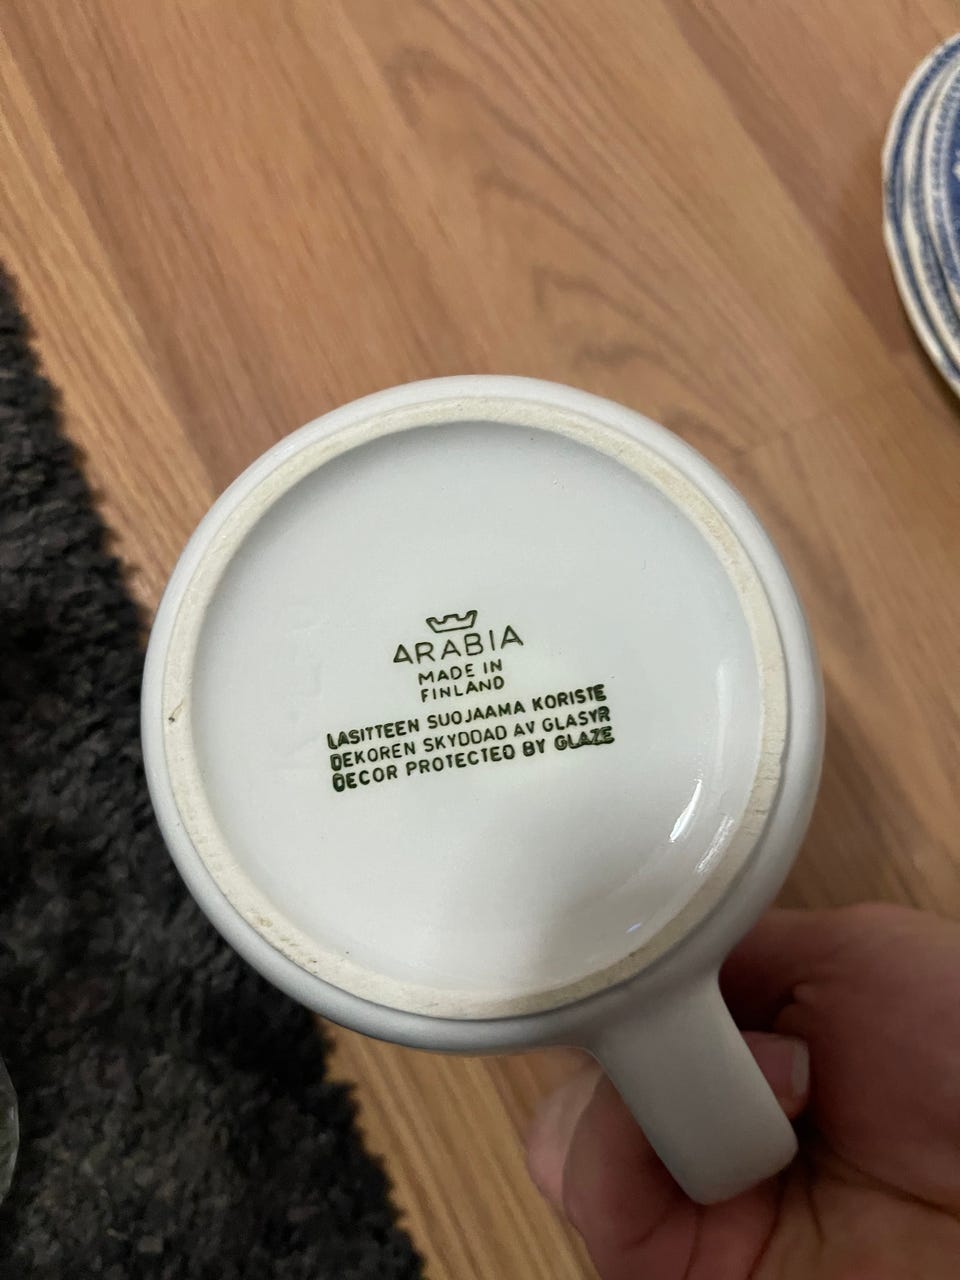 ARABIA
MADE IN
FINLAND
LASITTEEN SUOJAAMA KORISTE
DEKOREN SKYDDAD AV GLASYR
DECOR PROTECTED BY GLAZE